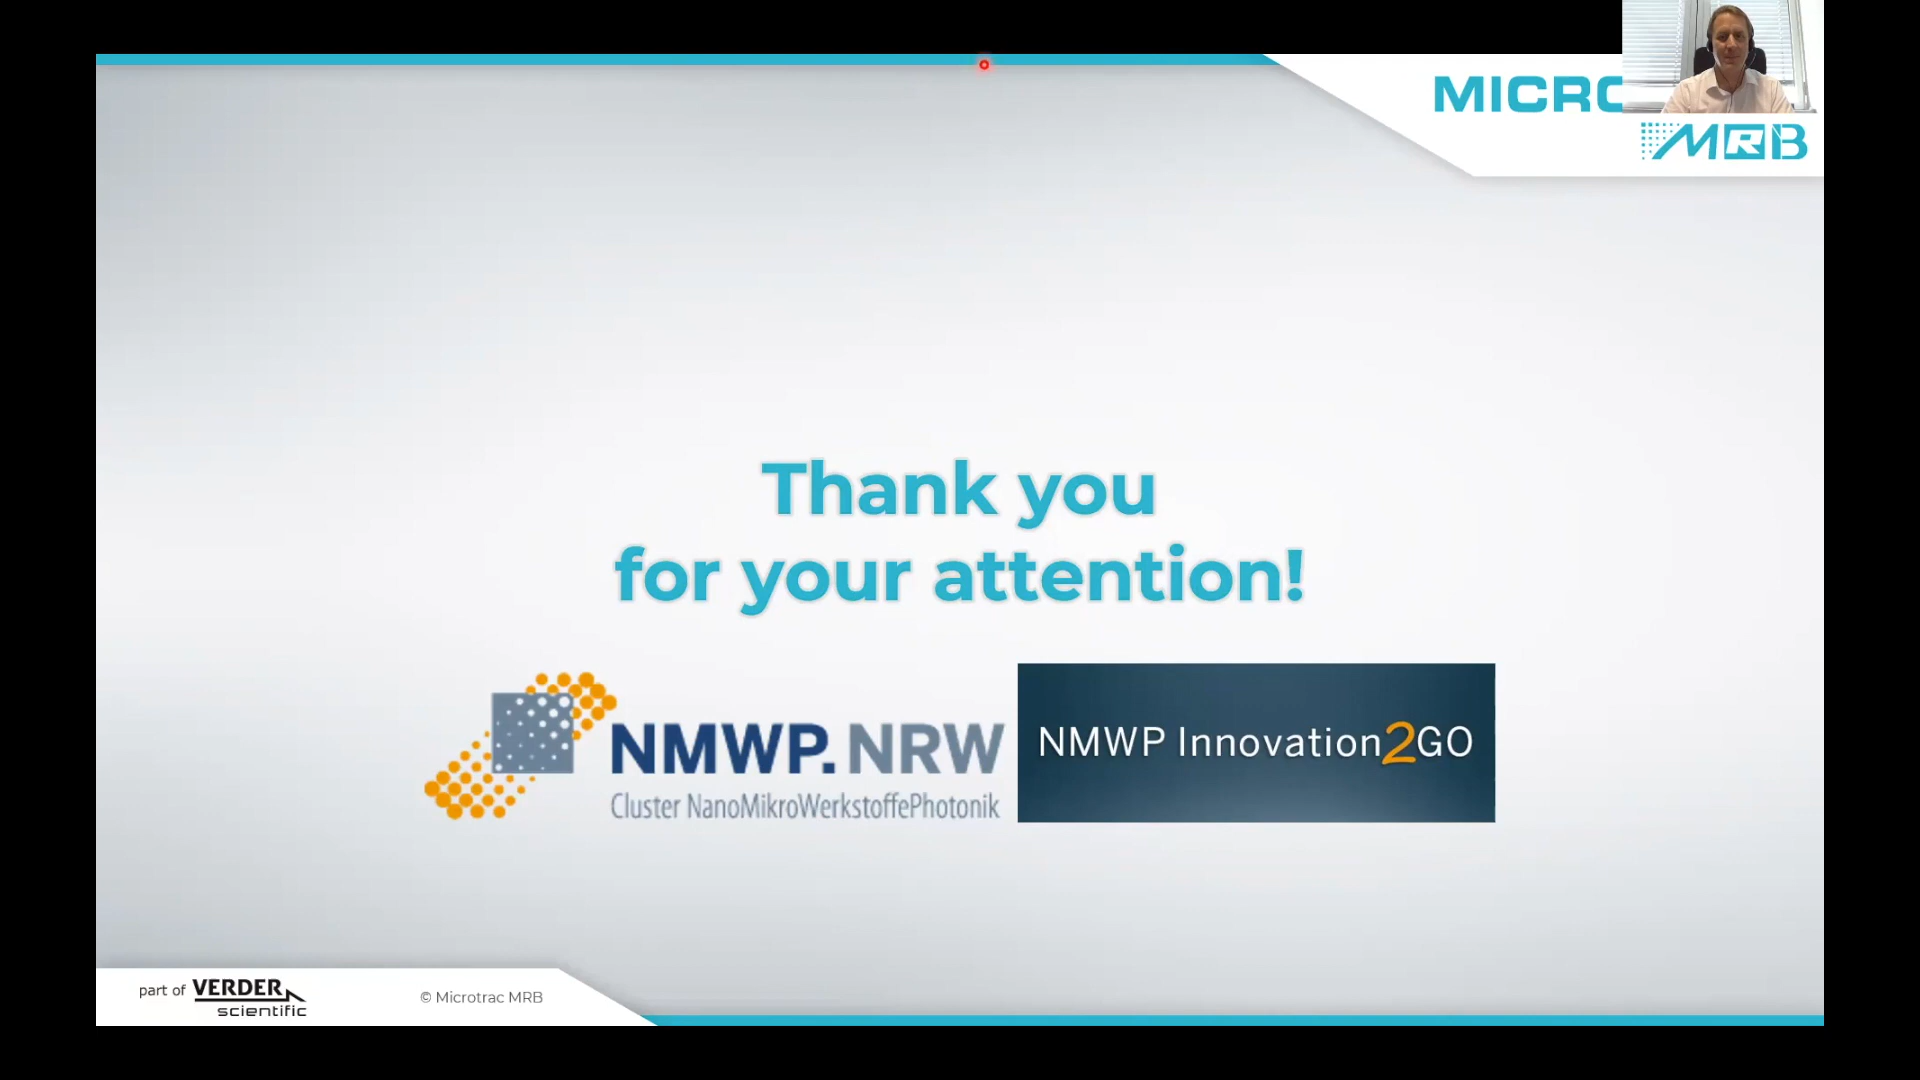 MICRO
MRB
Thank you
for your attention!
NMWP.NRW
Cluster NanoMikroWerkstoffePhotonik
NMWP Innovation2GO
part of VERDER
scientific
© Microtrac MRB